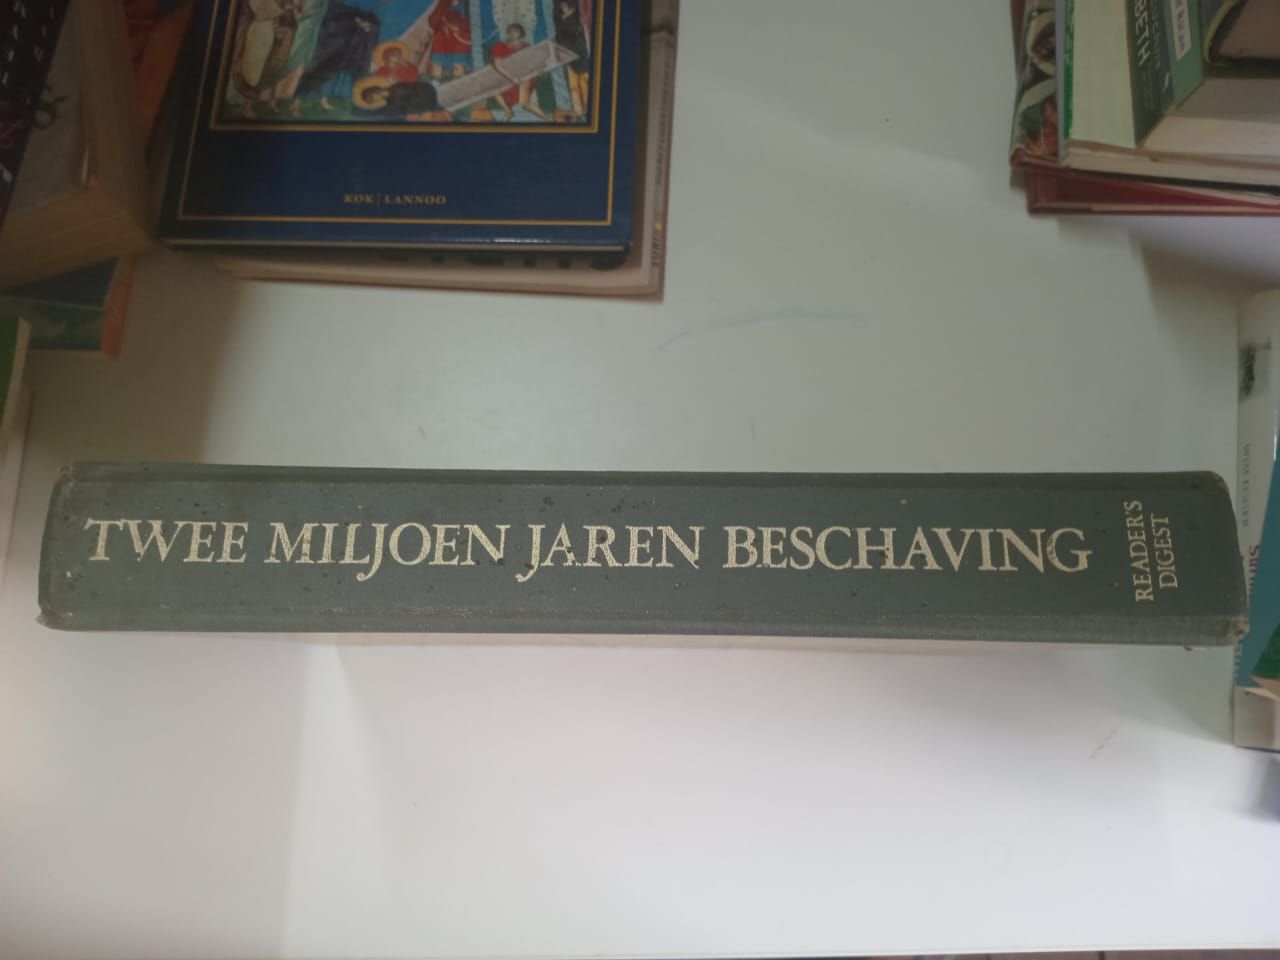 KOK | LANNOO
TWEE MILJOEN JAREN BESCHAVING
READER'S
DIGEST